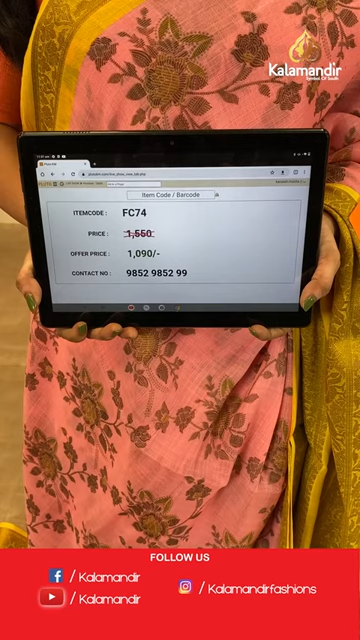 Kalamandir
Symbol Of South
Item Code / Barcode
ITEMCODE : FC74
PRICE : 1,550
OFFER PRICE : 1,090/-
CONTACT NO : 9852 9852 99
FOLLOW US
/ Kalamandir
/ Kalamandirfashions
/ Kalamandir